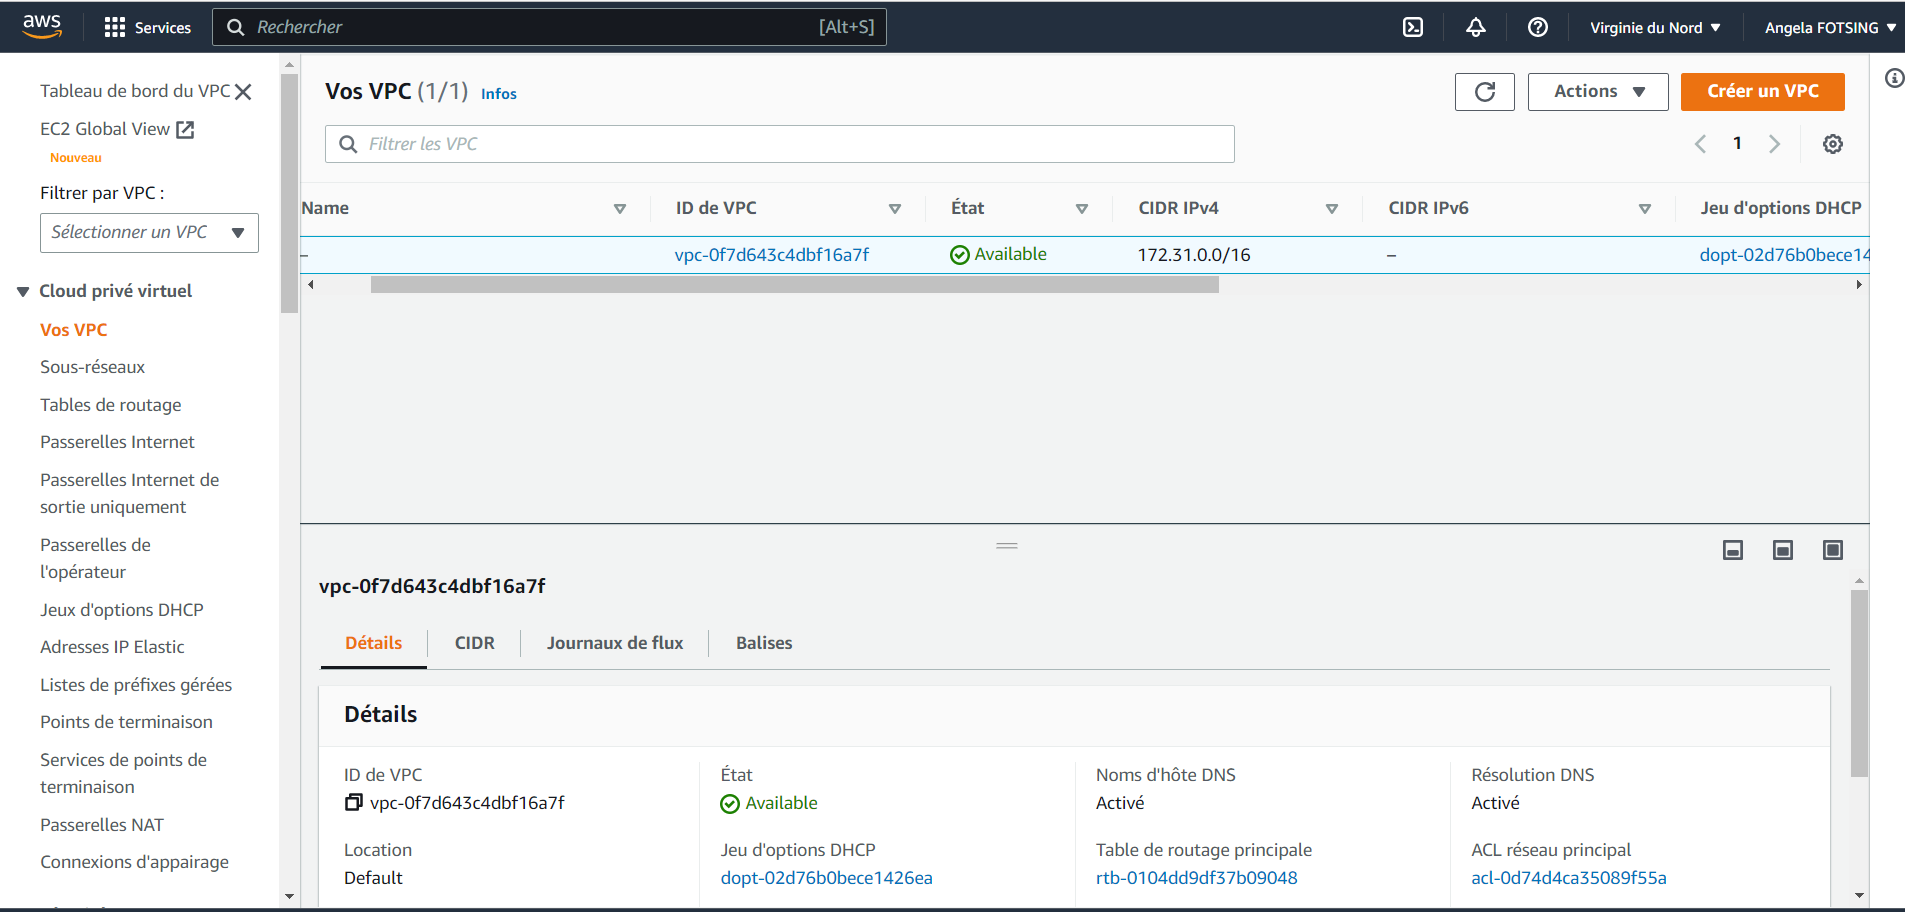 aws
Services
Rechercher
[Alt+S]
Virginie du Nord
Angela FOTSING
Tableau de bord du VPC
EC2 Global View
Nouveau
Filtrer par VPC :
Sélectionner un VPC
Cloud privé virtuel
Vos VPC
Sous-réseaux
Tables de routage
Passerelles Internet
Passerelles Internet de
sortie uniquement
Passerelles de
l'opérateur
Jeux d'options DHCP
Adresses IP Elastic
Listes de préfixes gérées
Points de terminaison
Services de points de
terminaison
Passerelles NAT
Connexions d'appairage
Vos VPC (1/1) Infos
Actions
Créer un VPC
Filtrer les VPC
1
Name
ID de VPC
État
CIDR IPv4
CIDR IPv6
Jeu d'options DHCP
–
vpc-0f7d643c4dbf16a7f
Available
172.31.0.0/16
–
dopt-02d76b0bece14
vpc-0f7d643c4dbf16a7f
Détails
CIDR
Journaux de flux
Balises
Détails
ID de VPC
vpc-0f7d643c4dbf16a7f
État
Available
Noms d'hôte DNS
Activé
Résolution DNS
Activé
Location
Default
Jeu d'options DHCP
dopt-02d76b0bece1426ea
Table de routage principale
rtb-0104dd9df37b09048
ACL réseau principal
acl-0d74d4ca35089f55a